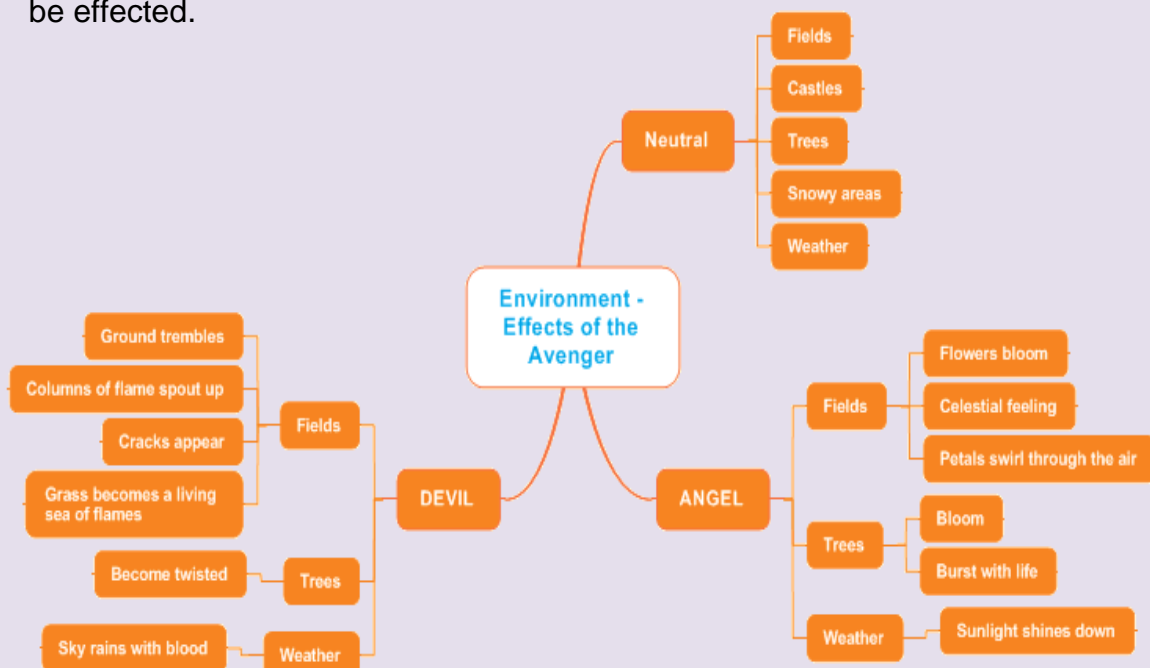 be effected.
Fields
Castles
Neutral
Trees
Snowy areas
Weather
Environment -
Effects of the
Avenger
Ground trembles
Columns of flame spout up
Cracks appear
Grass becomes a living
sea of flames
Fields
DEVIL
Become twisted
Trees
Sky rains with blood
Weather
ANGEL
Fields
Flowers bloom
Celestial feeling
Petals swirl through the air
Trees
Bloom
Burst with life
Weather
Sunlight shines down